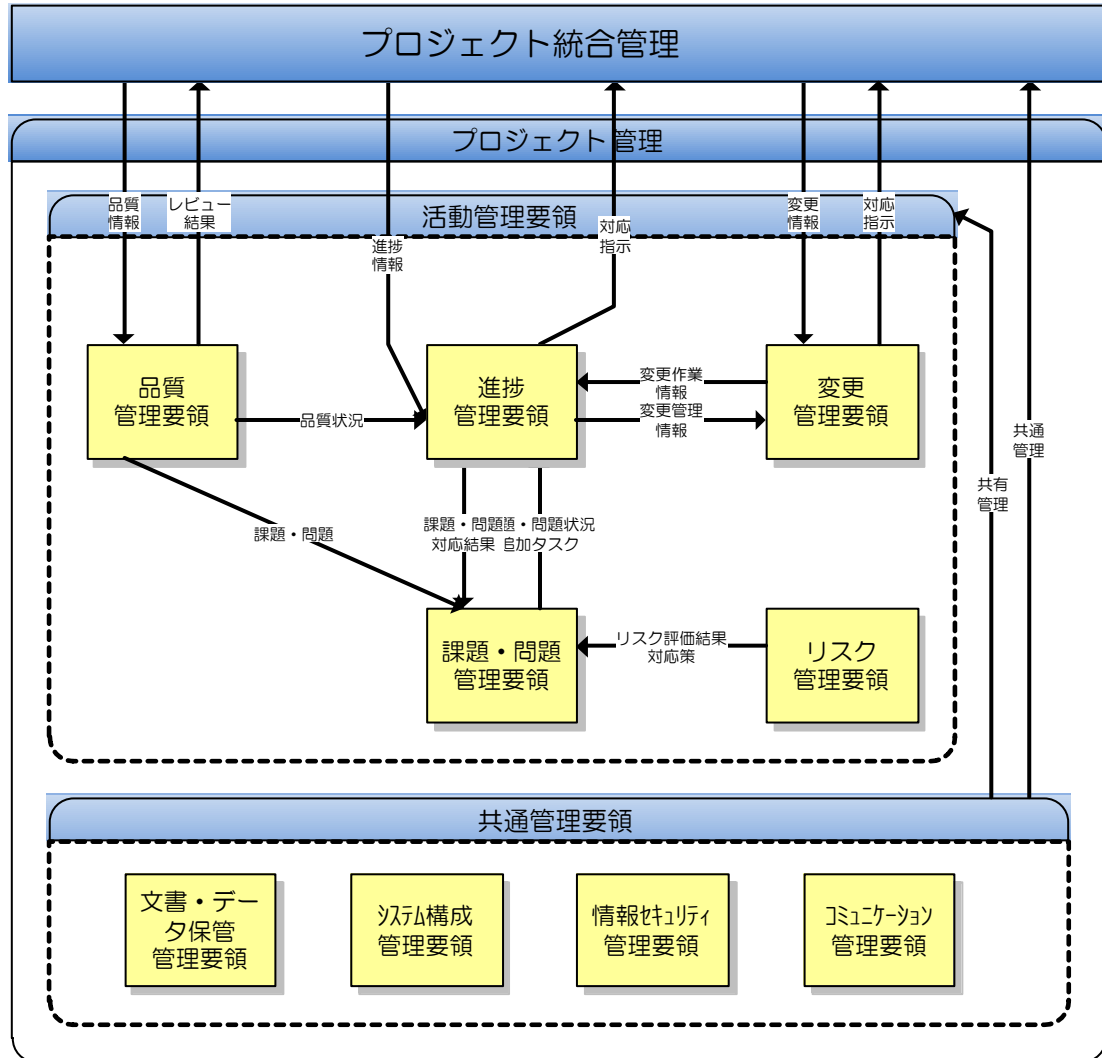 プロジェクト統合管理
プロジェクト管理
品質
情報
レビュー
結果
活動管理要領
進捗
情報
対応
指示
変更
情報
対応
指示
品質
管理要領
品質状況
進捗
管理要領
変更作業
情報
変更管理
情報
変更
管理要領
共有
管理
共通
管理
課題・問題
課題・問題
対応結果
・問題状況
加タスク
課題・問題
管理要領
リスク評価結果
対応策
リスク
管理要領
共通管理要領
文書・デー
タ保管
管理要領
システム構成
管理要領
情報セキュリティ
管理要領
コミュニケーション
管理要領